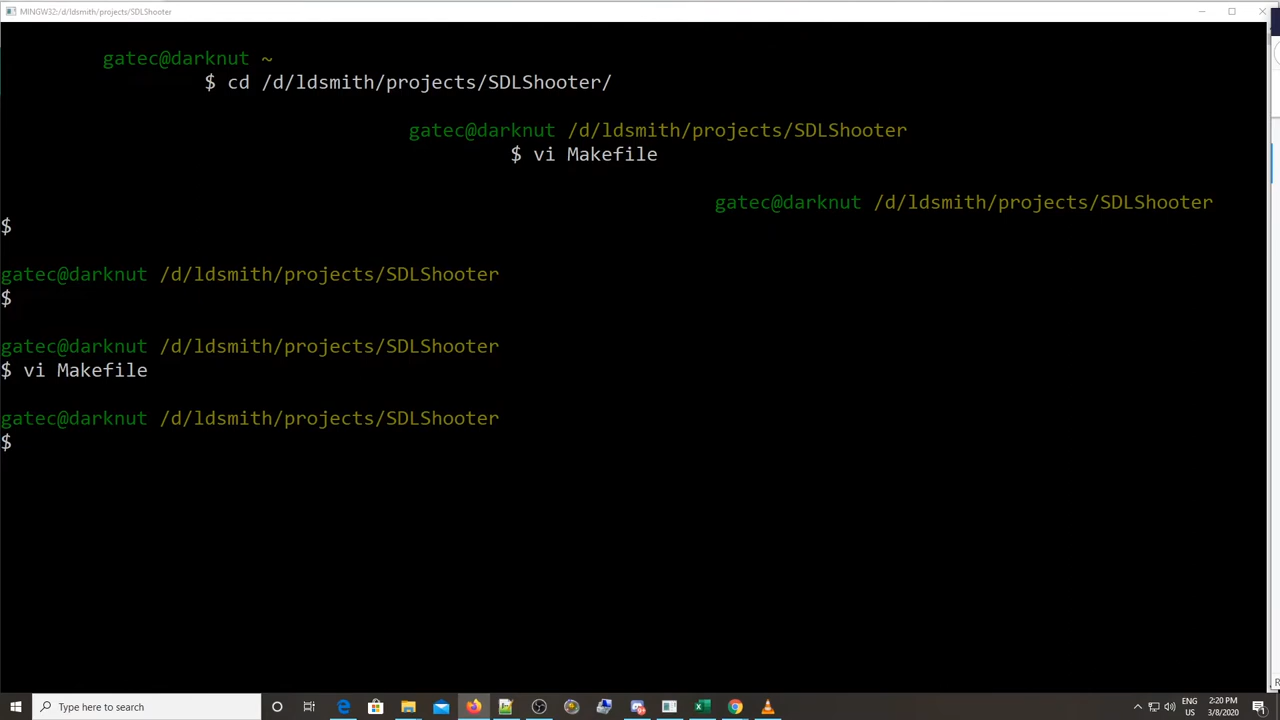 MINGW32:/d/ldsmith/projects/SDLShooter
gatec@darknut ~
$ cd /d/ldsmith/projects/SDLShooter/
gatec@darknut /d/ldsmith/projects/SDLShooter
$ vi Makefile
gatec@darknut /d/ldsmith/projects/SDLShooter
$
gatec@darknut /d/ldsmith/projects/SDLShooter
$
gatec@darknut /d/ldsmith/projects/SDLShooter
$ vi Makefile
gatec@darknut /d/ldsmith/projects/SDLShooter
$
Type here to search
ENG
US
2:20 PM
3/8/2020
1